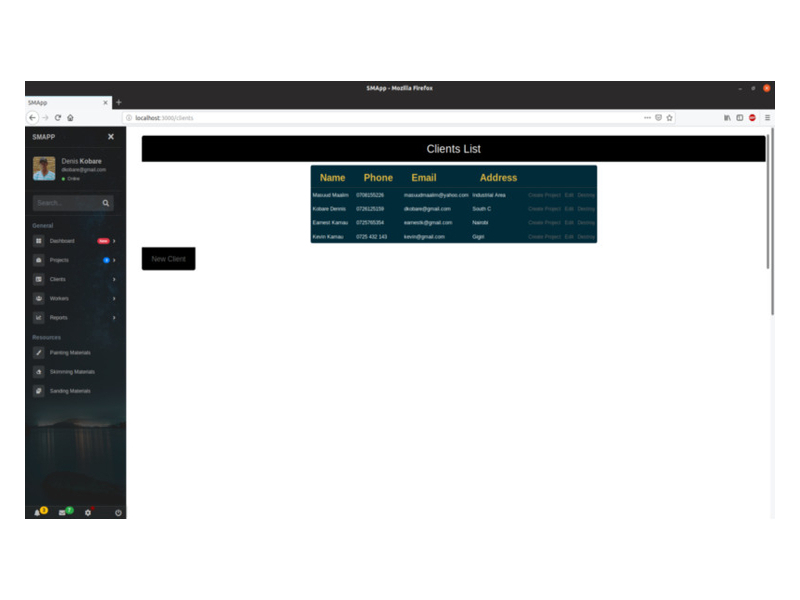 SMApp - Mozilla Firefox
SMApp
localhost:3000/clients
SMAPP
Denis Kobare
dkobare@gmail.com
Online
Search...
General
Dashboard New
Projects
Clients
Workers
Reports
Resources
Painting Materials
Skimming Materials
Sanding Materials
Clients List
Name Phone Email Address
Masuud Maalim 0706155226 masuudmaalim@yahoo.com Industrial Area Create Project Edit Destroy
Kobare Dennis 0726125159 dkobare@gmail.com South C Create Project Edit Destroy
Earnest Kamau 0725765354 earnestk@gmail.com Nairobi Create Project Edit Destroy
Kevin Kamau 0725 432 143 kevin@gmail.com Gigiri Create Project Edit Destroy
New Client